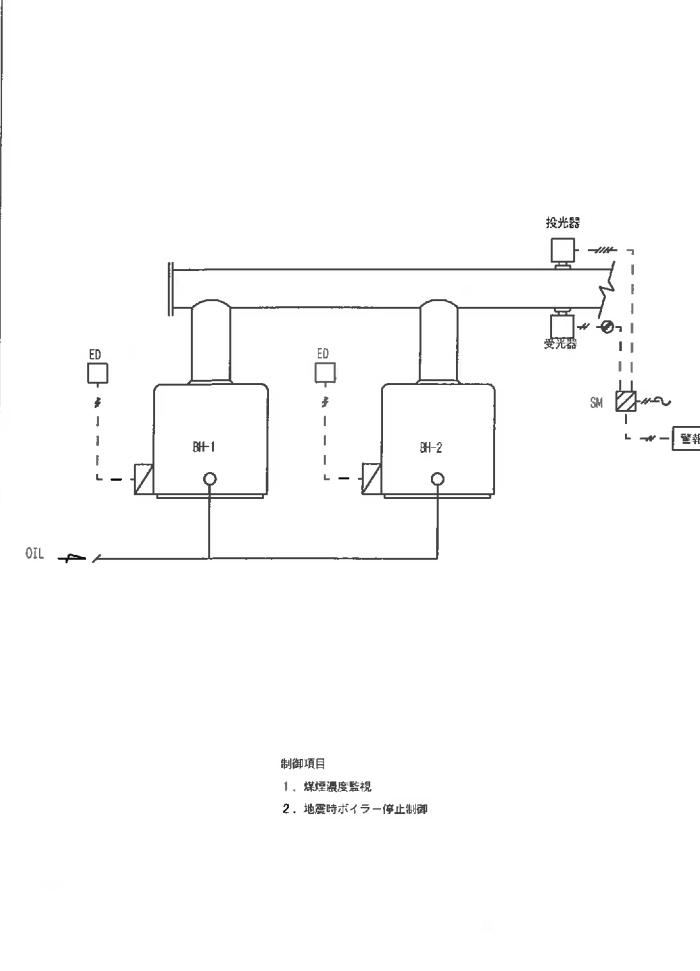 投光器
受光器
ED
ED
SM
警報
BH-1
BH-2
OIL
制御項目
1. 煤煙濃度監視
2. 地震時ボイラー停止制御